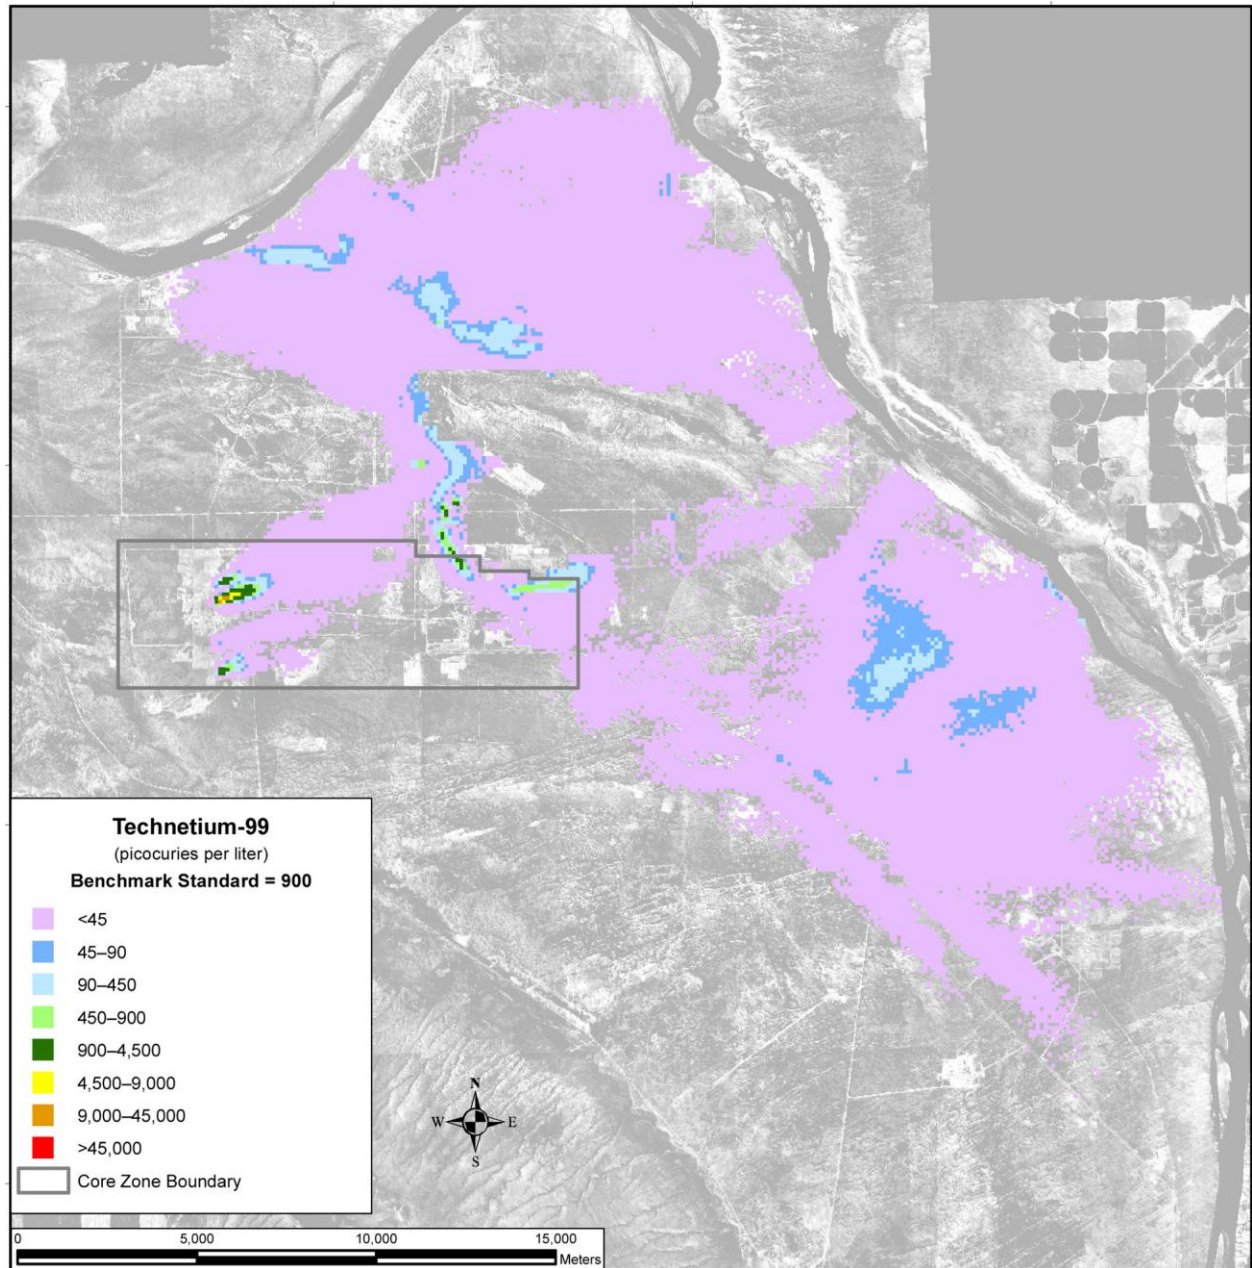 Technetium-99
(picocuries per liter)
Benchmark Standard = 900
<45
45–90
90–450
450–900
900–4,500
4,500–9,000
9,000–45,000
>45,000
Core Zone Boundary
N
W E
S
0 5,000 10,000 15,000
Meters